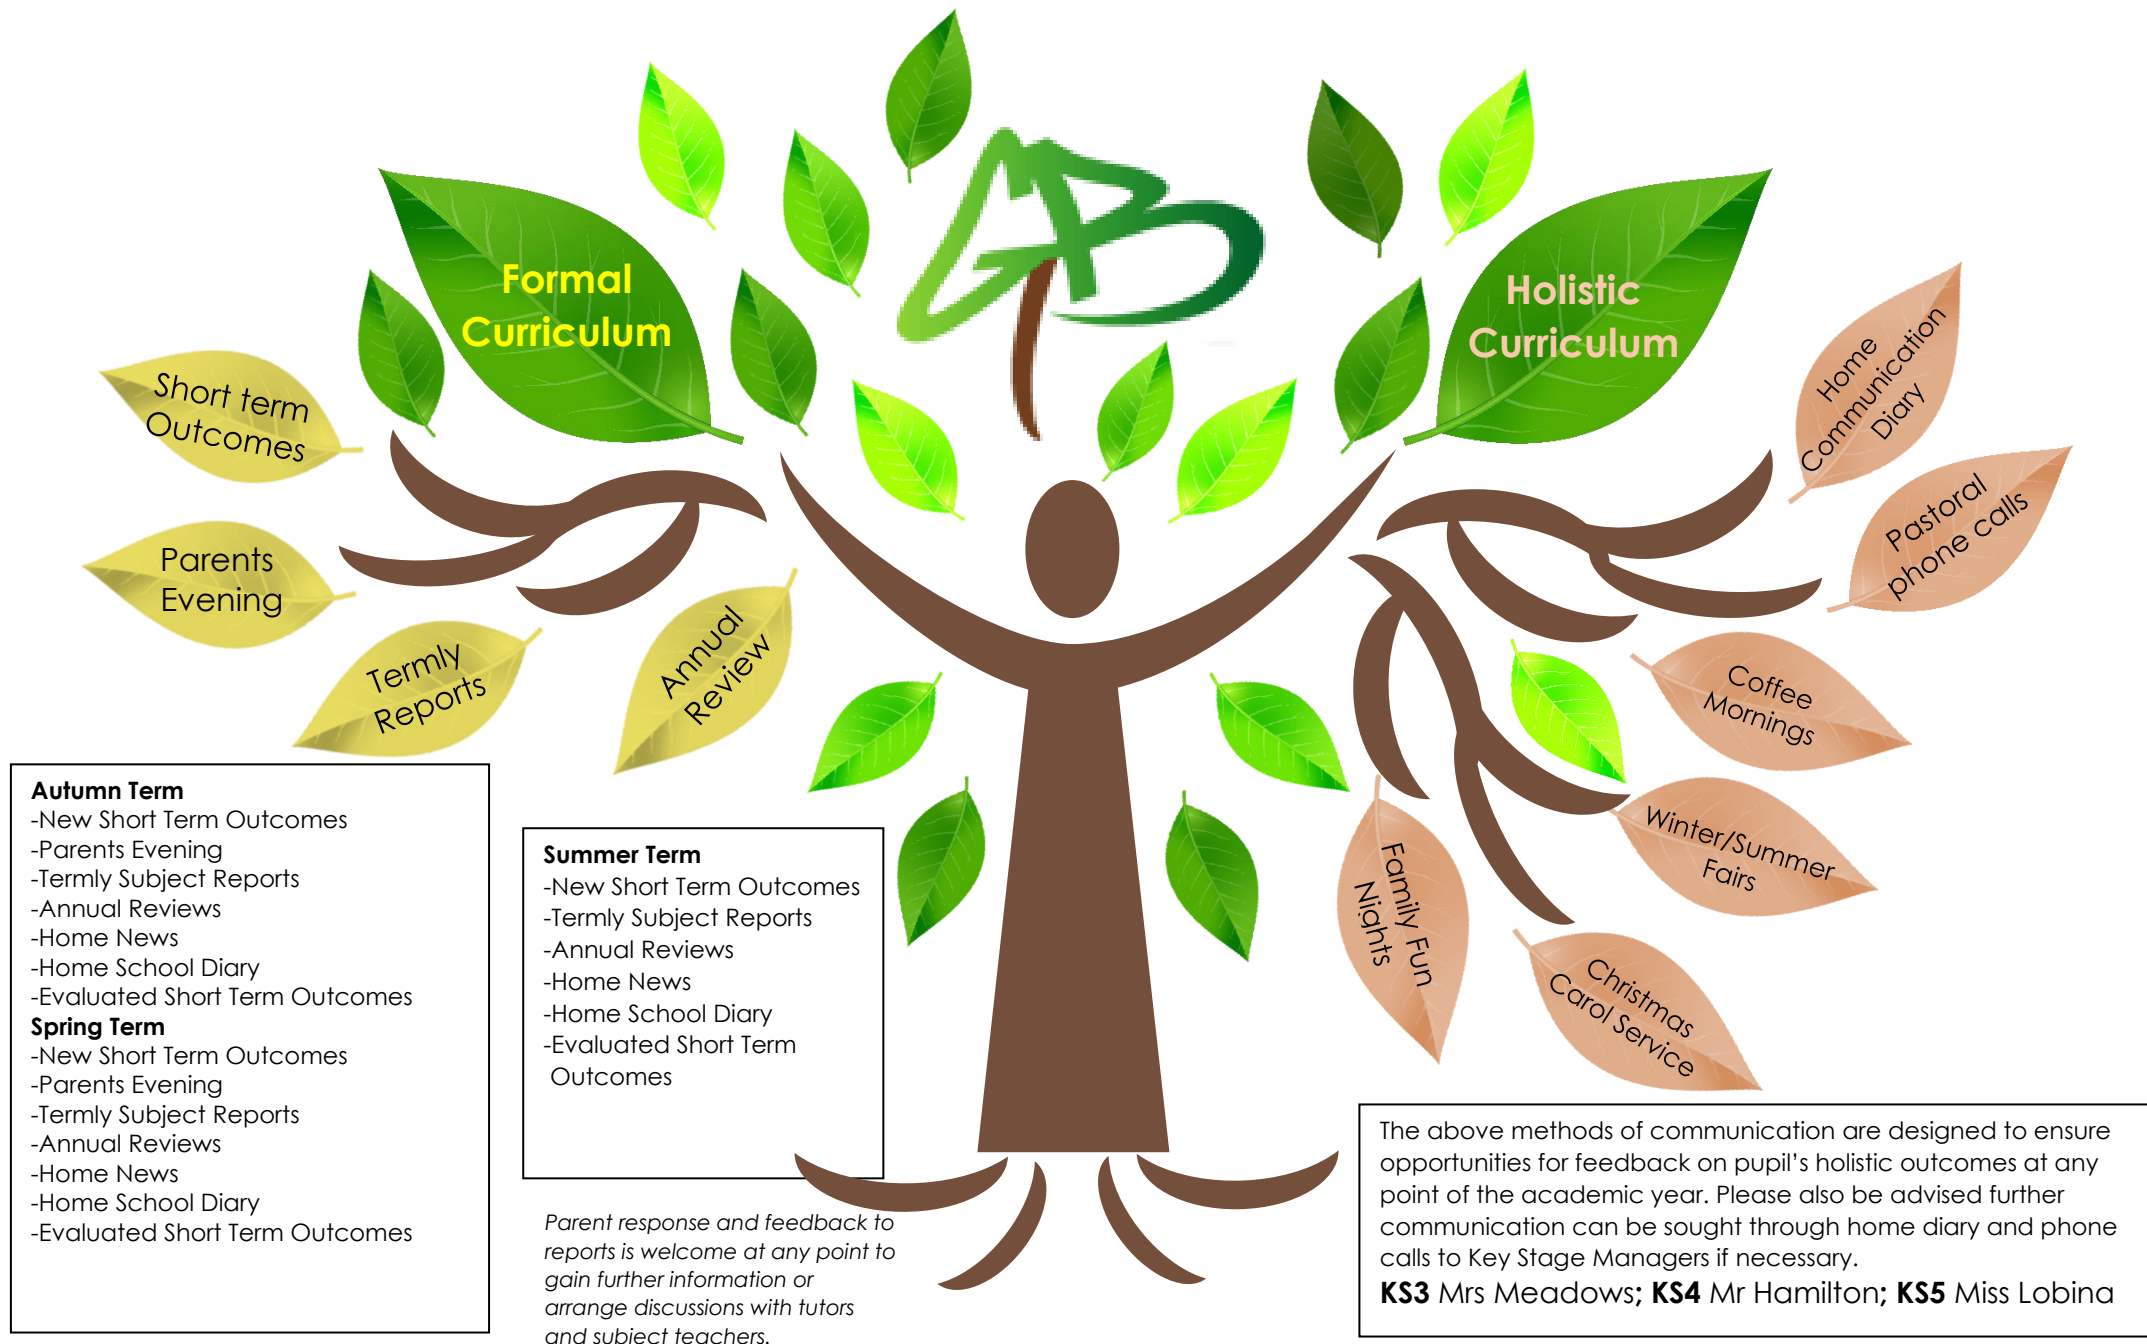 Formal
Curriculum
Holistic
Curriculum
Short term
Outcomes
Parents
Evening
Termly
Reports
Annual
Review
Home
Communication
Diary
Pastoral
phone calls
Coffee
Mornings
Winter/Summer
Fairs
Family Fun
Nights
Christmas
Carol Service
Autumn Term
-New Short Term Outcomes
-Parents Evening
-Termly Subject Reports
-Annual Reviews
-Home News
-Home School Diary
-Evaluated Short Term Outcomes
Spring Term
-New Short Term Outcomes
-Parents Evening
-Termly Subject Reports
-Annual Reviews
-Home News
-Home School Diary
-Evaluated Short Term Outcomes
Summer Term
-New Short Term Outcomes
-Termly Subject Reports
-Annual Reviews
-Home News
-Home School Diary
-Evaluated Short Term
Outcomes
Parent response and feedback to
reports is welcome at any point to
gain further information or
arrange discussions with tutors
and subject teachers.
The above methods of communication are designed to ensure
opportunities for feedback on pupil's holistic outcomes at any
point of the academic year. Please also be advised further
communication can be sought through home diary and phone
calls to Key Stage Managers if necessary.
KS3 Mrs Meadows; KS4 Mr Hamilton; KS5 Miss Lobina